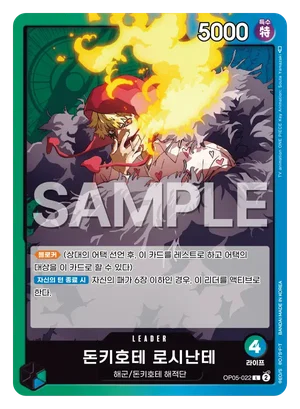 5000
특수
特
SAMPLE
블로커 (상대의 어택 선언 후, 이 카드를 레스트로 하고 어택의
대상을 이 카드로 할 수 있다)
자신의 턴 종료 시 자신의 패가 6장 이하인 경우, 이 리더를 액티브로
한다.
LEADER
돈키호테 로시난테
해군/돈키호테 해적단
4
라이프
OP05-022 L 2